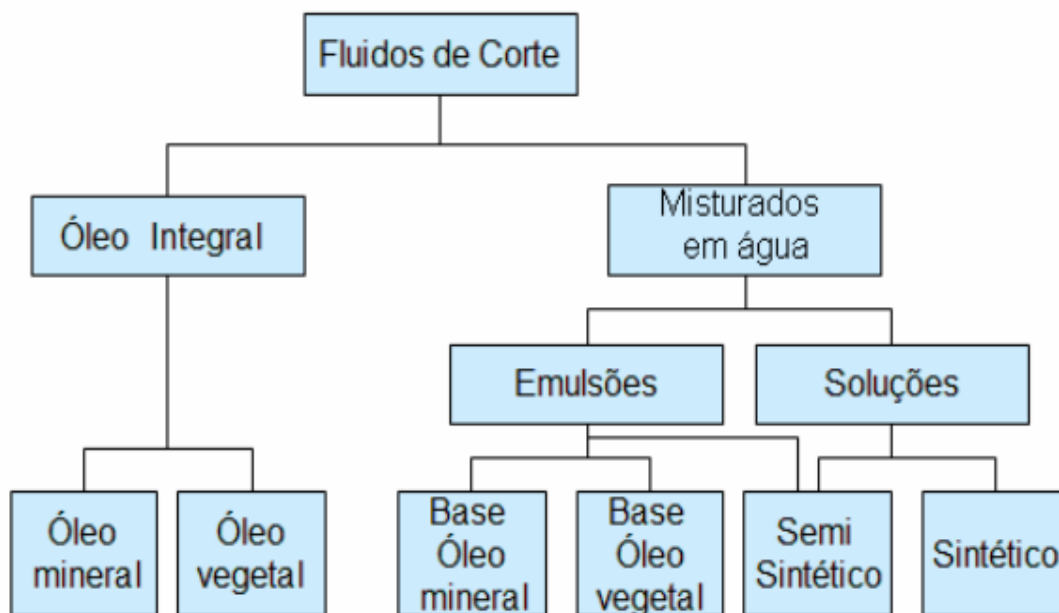 Fluidos de Corte
Óleo Integral
Misturados
em água
Emulsões
Soluções
Óleo
mineral
Óleo
vegetal
Base
Óleo
mineral
Base
Óleo
vegetal
Semi
Sintético
Sintético